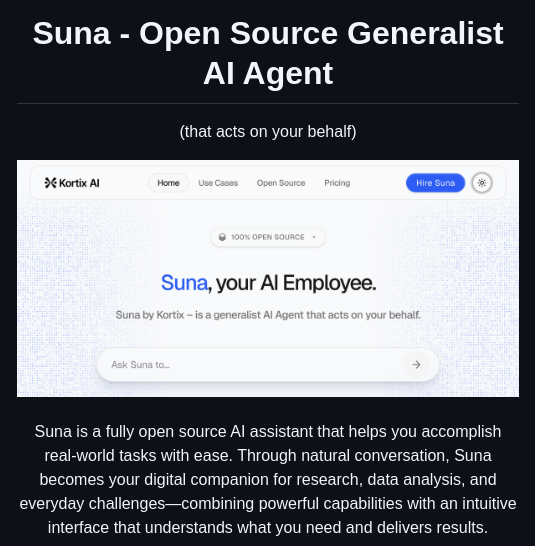 Suna - Open Source Generalist
AI Agent
(that acts on your behalf)
Kortix AI
Home
Use Cases
Open Source
Pricing
Hire Suna
100% OPEN SOURCE
Suna, your AI Employee.
Suna by Kortix – is a generalist AI Agent that acts on your behalf.
Ask Suna to...
Suna is a fully open source AI assistant that helps you accomplish
real-world tasks with ease. Through natural conversation, Suna
becomes your digital companion for research, data analysis, and
everyday challenges—combining powerful capabilities with an intuitive
interface that understands what you need and delivers results.